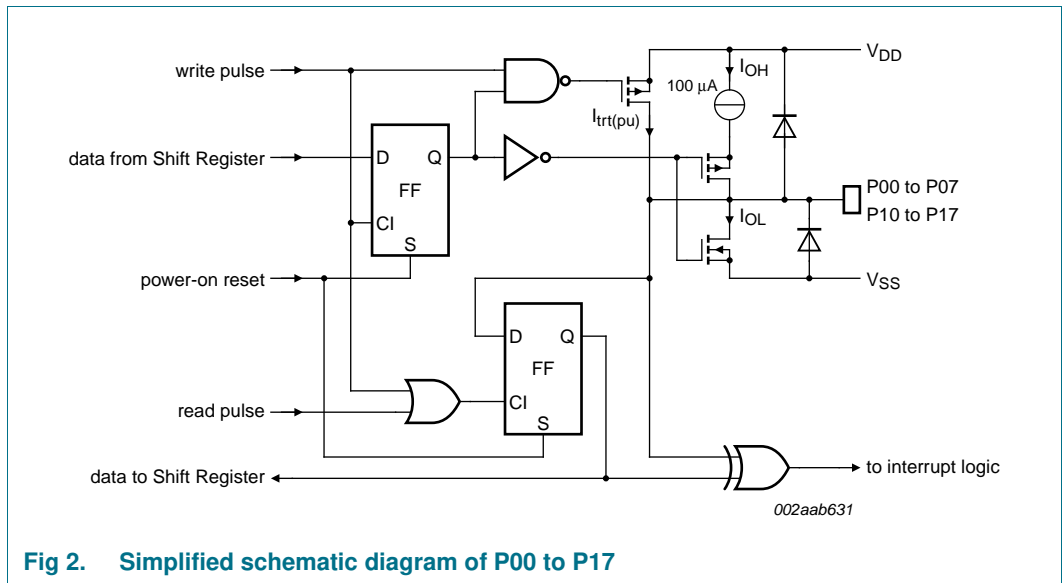 write pulse
V_DD
I_OH
100 μA
I_trt(pu)
data from Shift Register
D
Q
FF
P00 to P07
P10 to P17
CI
I_OL
S
power-on reset
V_SS
D
Q
FF
CI
read pulse
S
data to Shift Register
to interrupt logic
002aab631
Fig 2. Simplified schematic diagram of P00 to P17